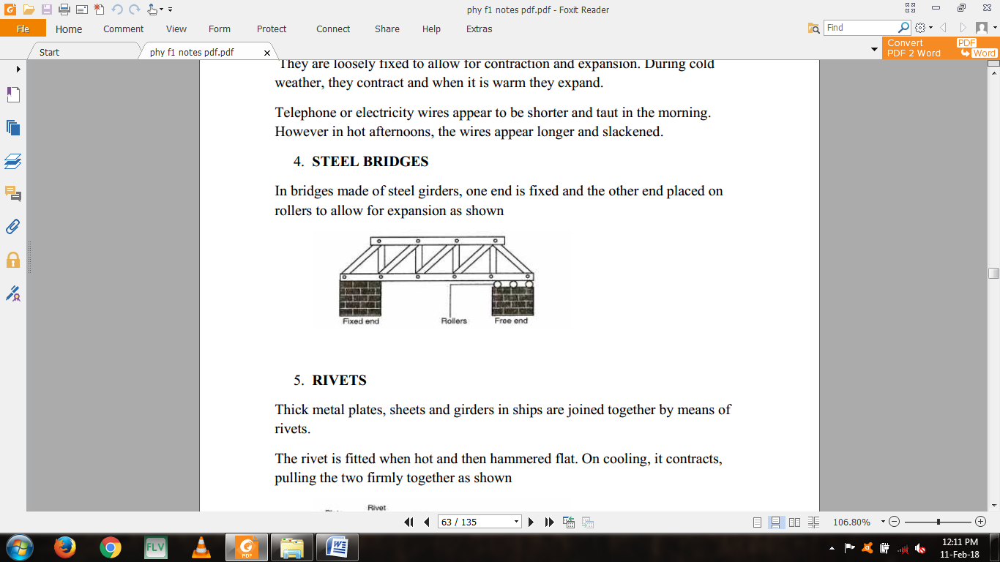 phy f1 notes pdf.pdf - Foxit Reader
File Home Comment View Form Protect Connect Share Help Extras
Find
Start
phy f1 notes pdf.pdf
Convert PDF
PDF 2 Word Word
They are loosely fixed to allow for contraction and expansion. During cold
weather, they contract and when it is warm they expand.
Telephone or electricity wires appear to be shorter and taut in the morning.
However in hot afternoons, the wires appear longer and slackened.
4. STEEL BRIDGES
In bridges made of steel girders, one end is fixed and the other end placed on
rollers to allow for expansion as shown
Fixed end Rollers Free end
5. RIVETS
Thick metal plates, sheets and girders in ships are joined together by means of
rivets.
The rivet is fitted when hot and then hammered flat. On cooling, it contracts,
pulling the two firmly together as shown
Rivet
63 / 135
106.80%
FLV
PDF
12:11 PM
11-Feb-18